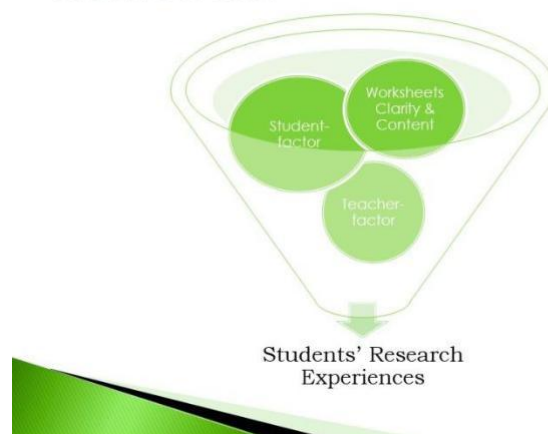 Worksheets
Clarity &
Content
Student-
factor
Teacher-
factor
Students' Research
Experiences